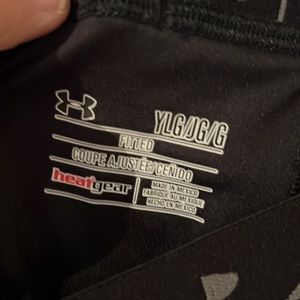 YLG/JG/G
FITTED
COUPE AJUSTÉE/CEÑIDO
heatgear
MADE IN MEXICO
FABRIQUÉ AU MEXIQUE
HECHO EN MEXICO